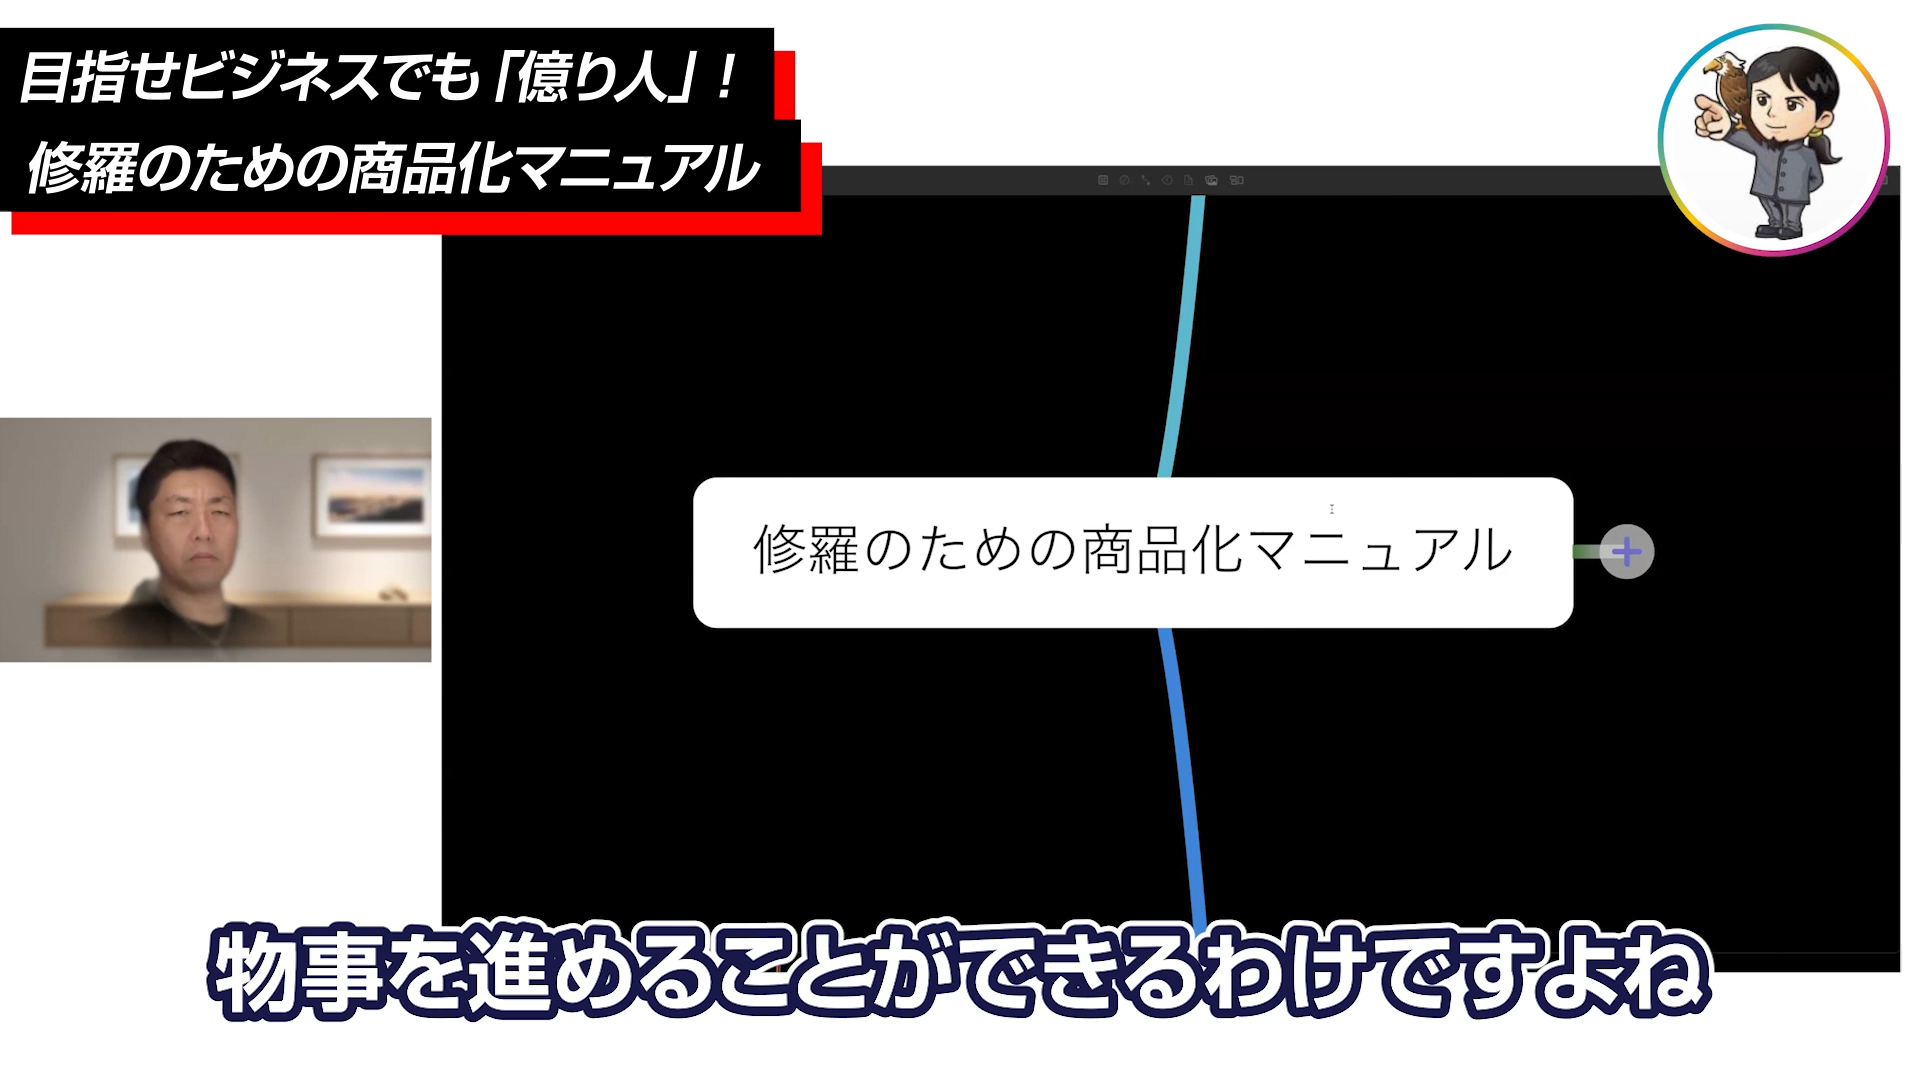 目指せビジネスでも「億り人」！
修羅のための商品化マニュアル
修羅のための商品化マニュアル
物事を進めることができるわけですよね